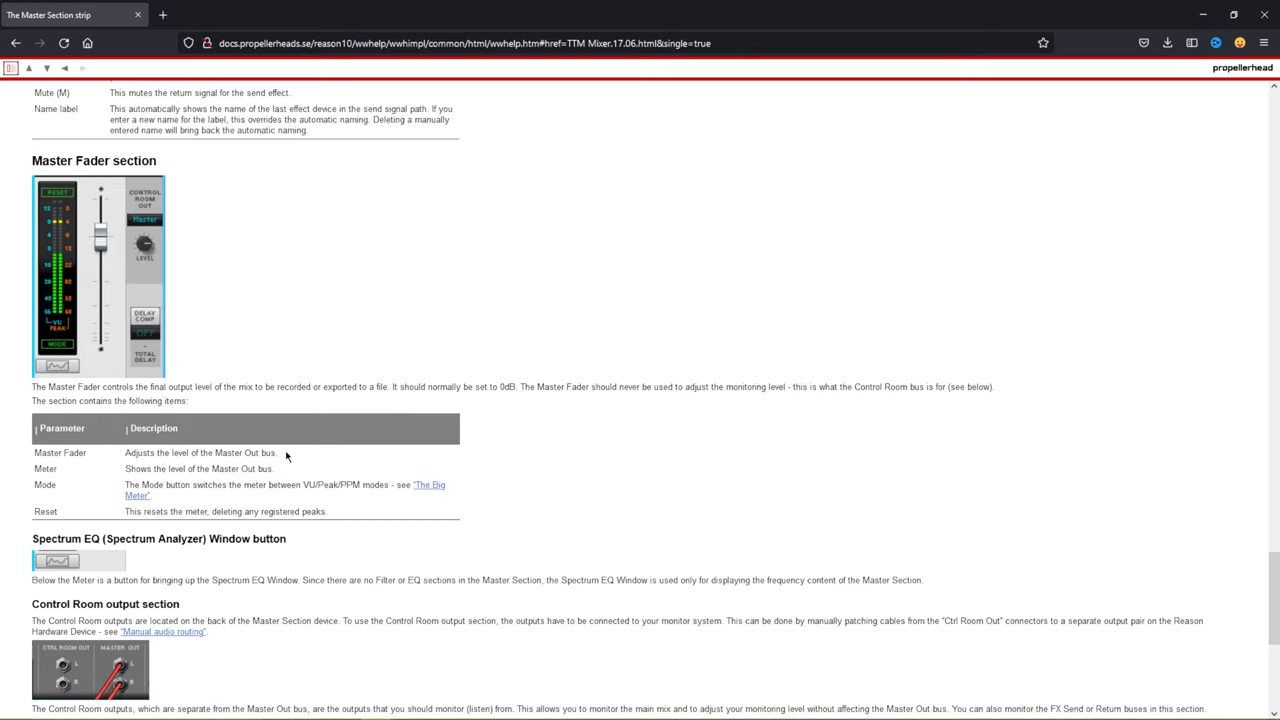 The Master Section strip
docs.propellerheads.se/reason10/wwhelp/wwhimpl/common/html/wwhelp.htm#href=TTM Mixer.17.06.html&single=true
propellerhead
Mute (M) This mutes the return signal for the send effect.
Name label This automatically shows the name of the last effect device in the send signal path. If you
enter a new name for the label, this overrides the automatic naming. Deleting a manually
entered name will bring back the automatic naming.
Master Fader section
RESET
CONTROL
ROOM
OUT
Master
LEVEL
DELAY
COMP
OFF
VU
PEAK
MODE
TOTAL
DELAY
The Master Fader controls the final output level of the mix to be recorded or exported to a file. It should normally be set to 0dB. The Master Fader should never be used to adjust the monitoring level - this is what the Control Room bus is for (see below).
The section contains the following items:
Parameter Description
Master Fader Adjusts the level of the Master Out bus.
Meter Shows the level of the Master Out bus.
Mode The Mode button switches the meter between VU/Peak/PPM modes - see "The Big
Meter".
Reset This resets the meter, deleting any registered peaks.
Spectrum EQ (Spectrum Analyzer) Window button
Below the Meter is a button for bringing up the Spectrum EQ Window. Since there are no Filter or EQ sections in the Master Section, the Spectrum EQ Window is used only for displaying the frequency content of the Master Section.
Control Room output section
The Control Room outputs are located on the back of the Master Section device. To use the Control Room output section, the outputs have to be connected to your monitor system. This can be done by manually patching cables from the "Ctrl Room Out" connectors to a separate output pair on the Reason
Hardware Device - see "Manual audio routing".
CTRL ROOM OUT MASTER OUT
L L
R R
The Control Room outputs, which are separate from the Master Out bus, are the outputs that you should monitor (listen) from. This allows you to monitor the main mix and to adjust your monitoring level without affecting the Master Out bus. You can also monitor the FX Send or Return buses in this section.